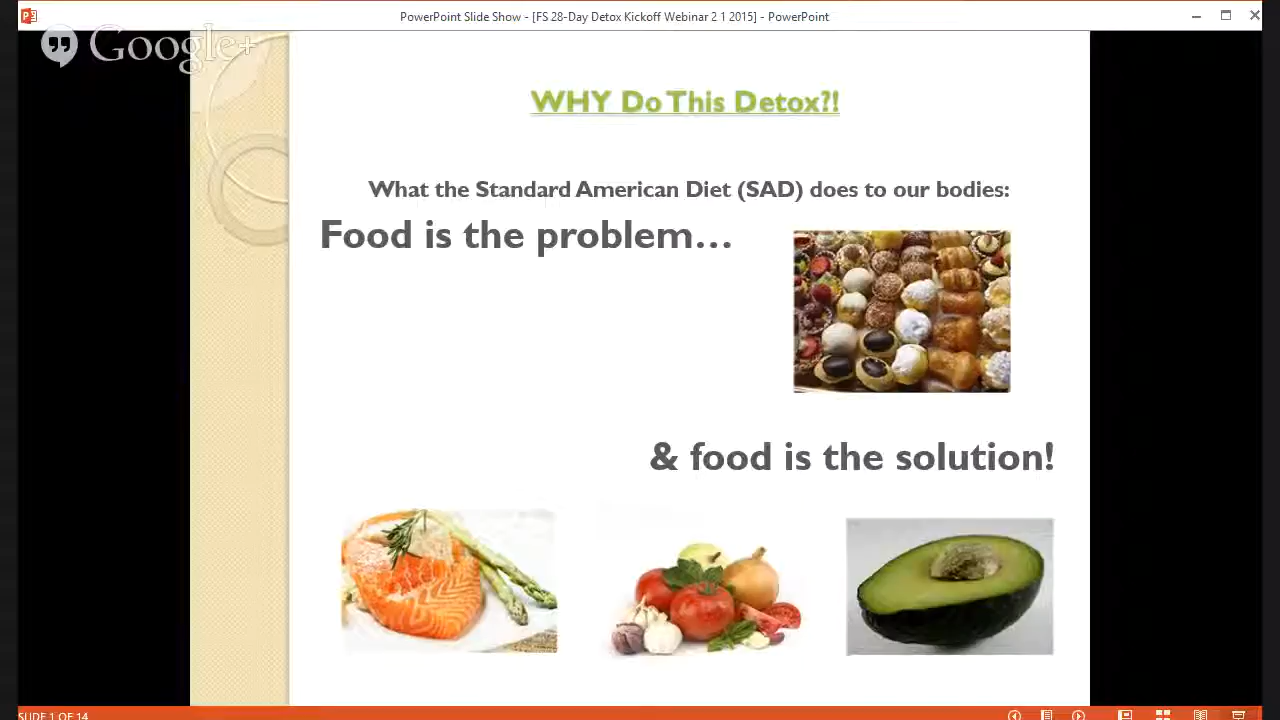 PowerPoint Slide Show - [FS 28-Day Detox Kickoff Webinar 2 1 2015] - PowerPoint
Google+
WHY Do This Detox?!
What the Standard American Diet (SAD) does to our bodies:
Food is the problem…
& food is the solution!
SLIDE 1 OF 14